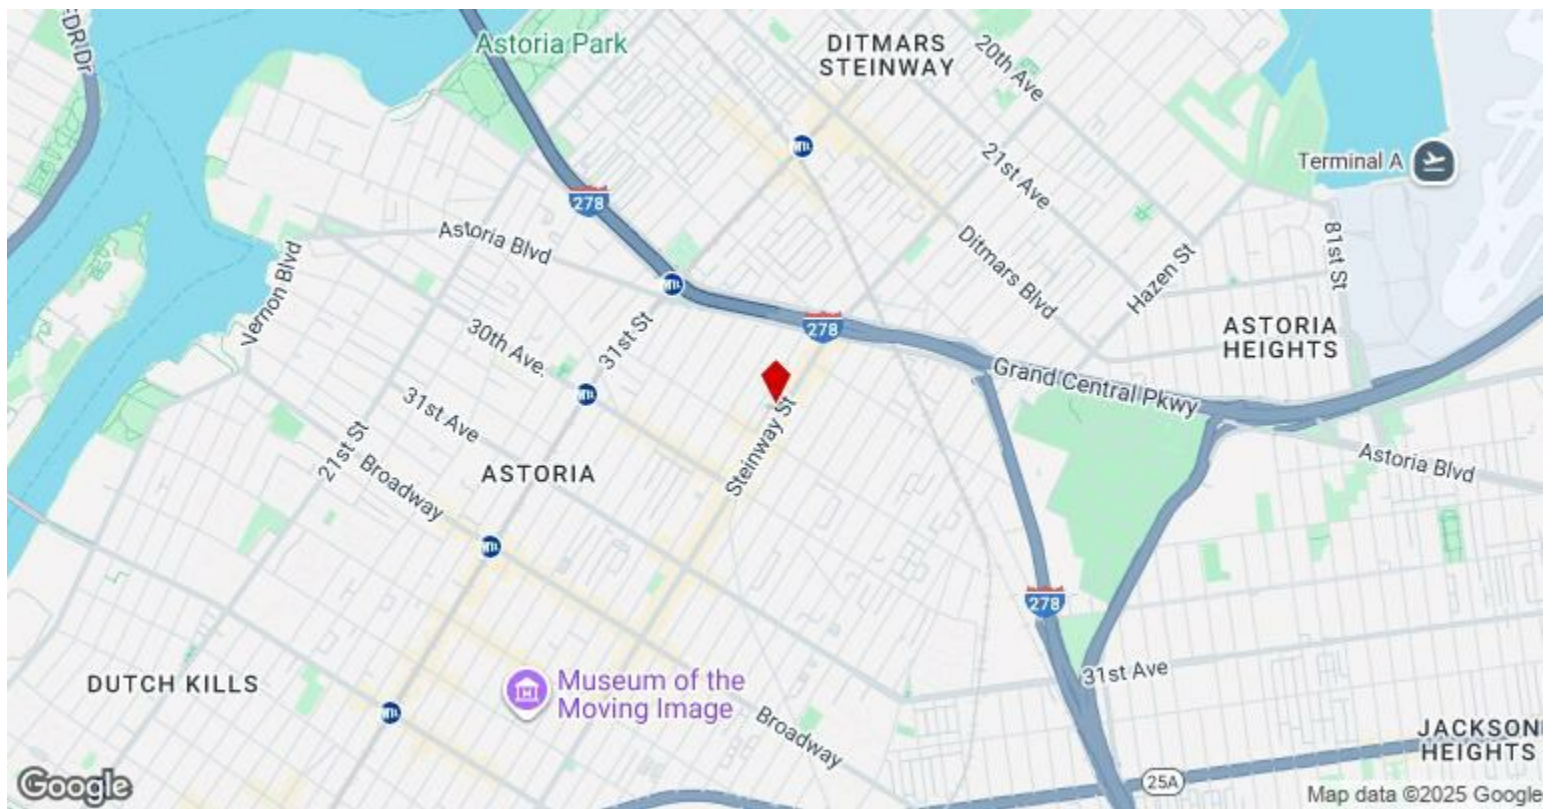 EDR Dr
Astoria Park
DITMARS
STEINWAY
20th Ave
21st Ave
Terminal A
278
Astoria Blvd
Vernon Blvd
Ditmars Blvd
Hazen St
81st St
30th Ave.
31st St
278
ASTORIA
HEIGHTS
Grand Central Pkwy
31st Ave
21st St
Broadway
ASTORIA
Steinway St
Astoria Blvd
278
DUTCH KILLS
Museum of the
Moving Image
Broadway
31st Ave
JACKSON
HEIGHTS
25A
Google
Map data ©2025 Google